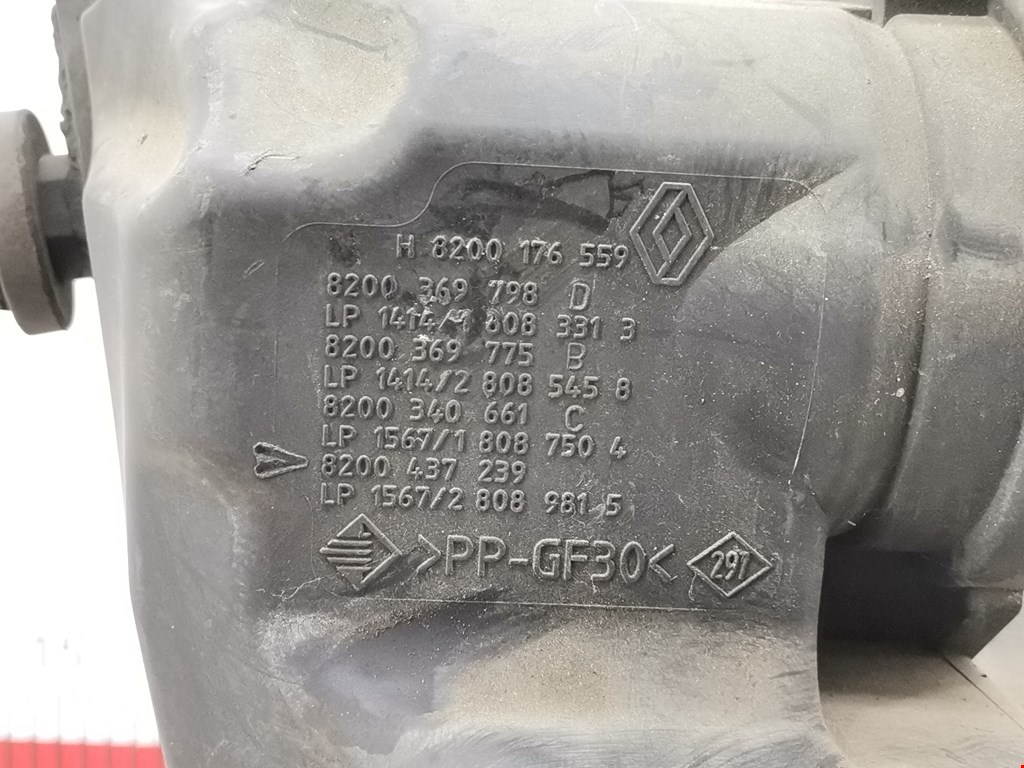 H 8200 176 559
8200 369 798 D
LP 1414/1 808 331 3
8200 369 775 B
LP 1414/2 808 545 8
8200 340 661 C
LP 1567/1 808 750 4
8200 437 239
LP 1567/2 808 981 5
>PP-GF30< 297